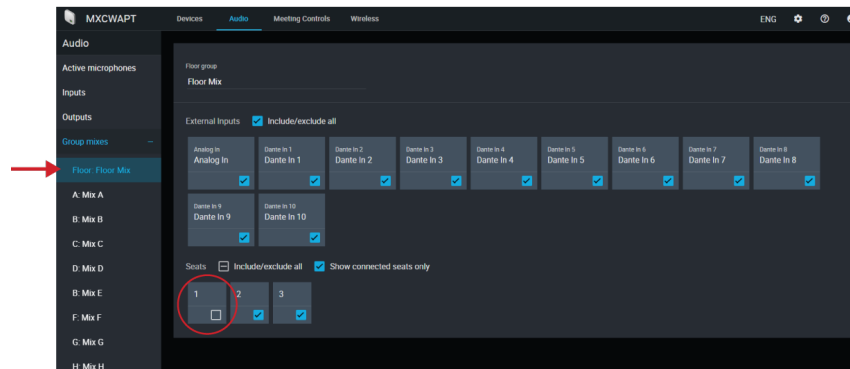 MXCWAPT
Devices Audio Meeting Controls Wireless
ENG
Audio
Active microphones
Inputs
Outputs
Group mixes
Floor: Floor Mix
A: Mix A
B: Mix B
C: Mix C
D: Mix D
B: Mix E
F: Mix F
G: Mix G
H: Mix H
Floor group
Floor Mix
External Inputs Include/exclude all
Analog In Dante In 1 Dante In 2 Dante In 3 Dante In 4 Dante In 5 Dante In 6 Dante In 7 Dante In 8
Analog In Dante In 1 Dante In 2 Dante In 3 Dante In 4 Dante In 5 Dante In 6 Dante In 7 Dante In 8
Dante In 9 Dante In 10
Dante In 9 Dante In 10
Seats Include/exclude all Show connected seats only
1 2 3